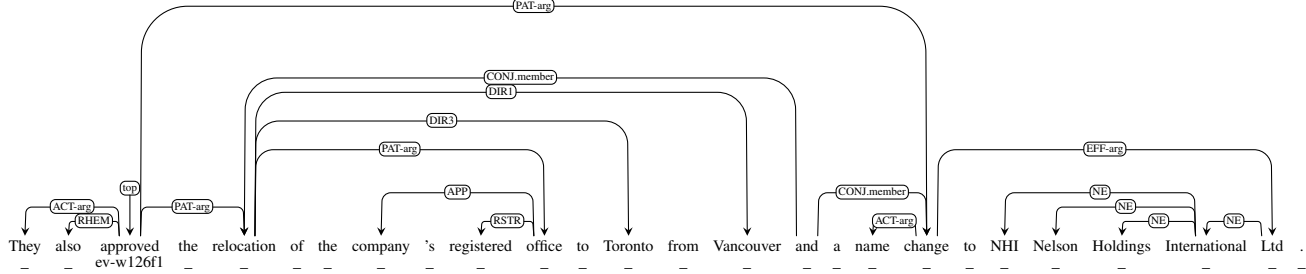 PAT-arg
CONJ.member
DIR1
DIR3
PAT-arg
EFF-arg
top
APP
CONJ.member
NE
ACT-arg
PAT-arg
NE
RHEM
RSTR
ACT-arg
NE
NE
They also approved the relocation of the company 's registered office to Toronto from Vancouver and a name change to NHI Nelson Holdings International Ltd .
_ _ ev-w126f1 _ _ _ _ _ _ _ _ _ _ _ _ _ _ _ _ _ _ _ _ _ _ _